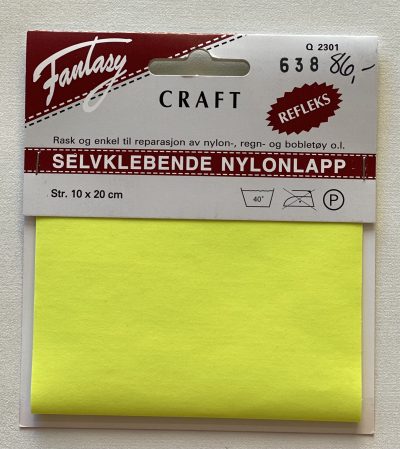 Fantasy
Q 2301
638 86,-
CRAFT
REFLEKS
Rask og enkel til reparasjon av nylon-, regn- og bobletøy o.l.
SELVKLEBENDE NYLONLAPP
Str. 10 x 20 cm
40°
P